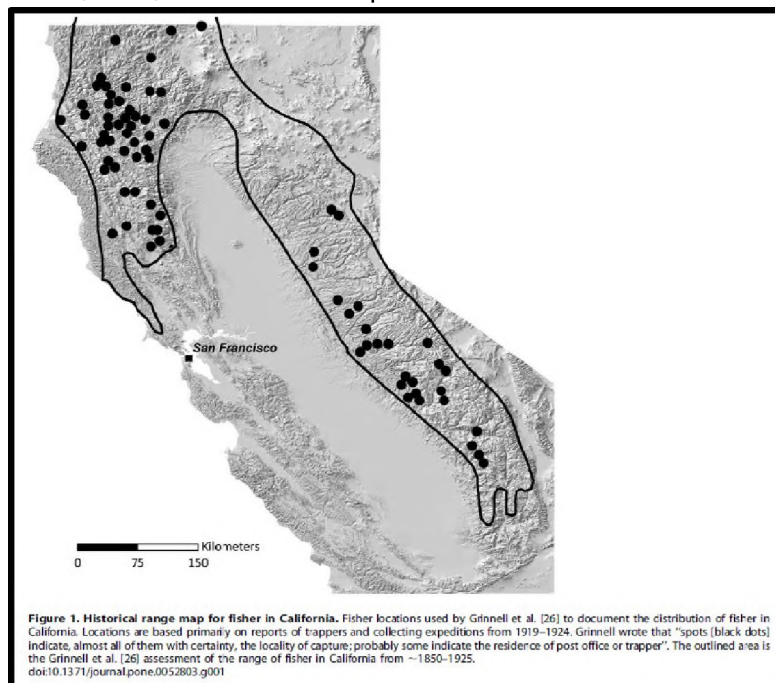 San Francisco
Kilometers
0 75 150
Figure 1. Historical range map for fisher in California. Fisher locations used by Grinnell et al. [26] to document the distribution of fisher in
California. Locations are based primarily on reports of trappers and collecting expeditions from 1919–1924. Grinnell wrote that "spots [black dots]
indicate, almost all of them with certainty, the locality of capture; probably some indicate the residence of post office or trapper". The outlined area is
the Grinnell et al. [26] assessment of the range of fisher in California from ~1850–1925.
doi:10.1371/journal.pone.0052803.g001